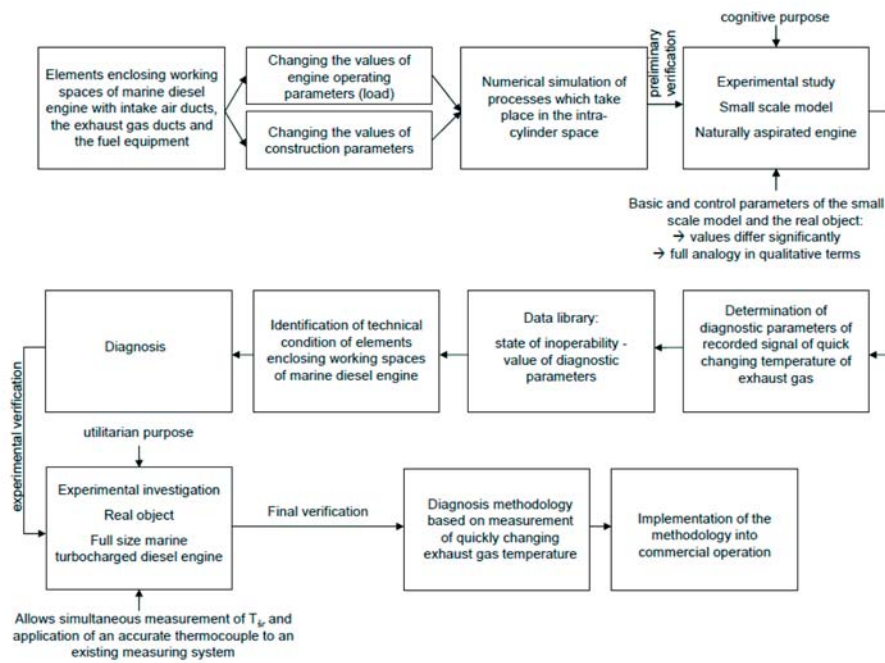 cognitive purpose
Elements enclosing working
spaces of marine diesel
engine with intake air ducts,
the exhaust gas ducts and
the fuel equipment
Changing the values of
engine operating
parameters (load)
Changing the values of
construction parameters
Numerical simulation of
processes which take
place in the intra-
cylinder space
preliminary
verification
Experimental study
Small scale model
Naturally aspirated engine
Basic and control parameters of the small
scale model and the real object:
→ values differ significantly
→ full analogy in qualitative terms
Determination of
diagnostic parameters of
recorded signal of quick
changing temperature of
exhaust gas
Data library:
state of inoperability -
value of diagnostic
parameters
Identification of technical
condition of elements
enclosing working spaces
of marine diesel engine
Diagnosis
experimental verification
utilitarian purpose
Experimental investigation
Real object
Full size marine
turbocharged diesel engine
Final verification
Diagnosis methodology
based on measurement
of quickly changing
exhaust gas temperature
Implementation of the
methodology into
commercial operation
Allows simultaneous measurement of T and
application of an accurate thermocouple to an
existing measuring system